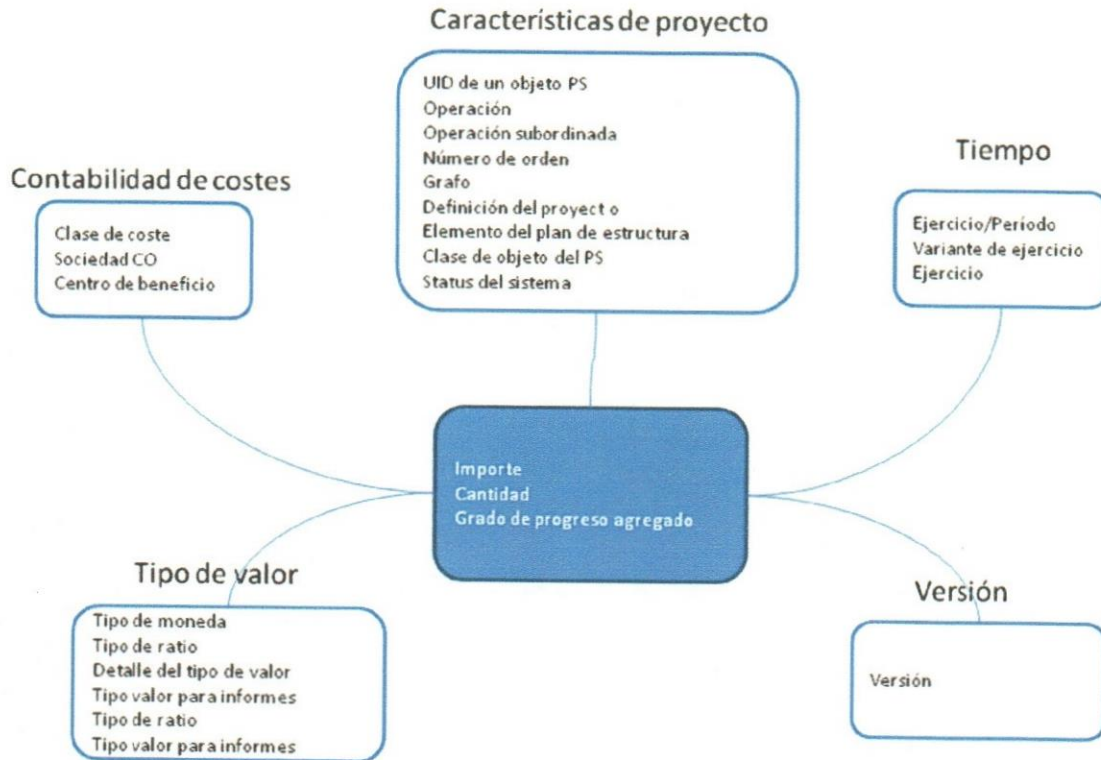 Características de proyecto
UID de un objeto PS
Operación
Operación subordinada
Número de orden
Grafo
Definición del proyect o
Elemento del plan de estructura
Clase de objeto del PS
Status del sistema
Contabilidad de costes
Clase de coste
Sociedad CO
Centro de beneficio
Tiempo
Ejercicio/Período
Variante de ejercicio
Ejercicio
Importe
Cantidad
Grado de progreso agregado
Tipo de valor
Tipo de moneda
Tipo de ratio
Detalle del tipo de valor
Tipo valor para informes
Tipo de ratio
Tipo valor para informes
Versión
Versión